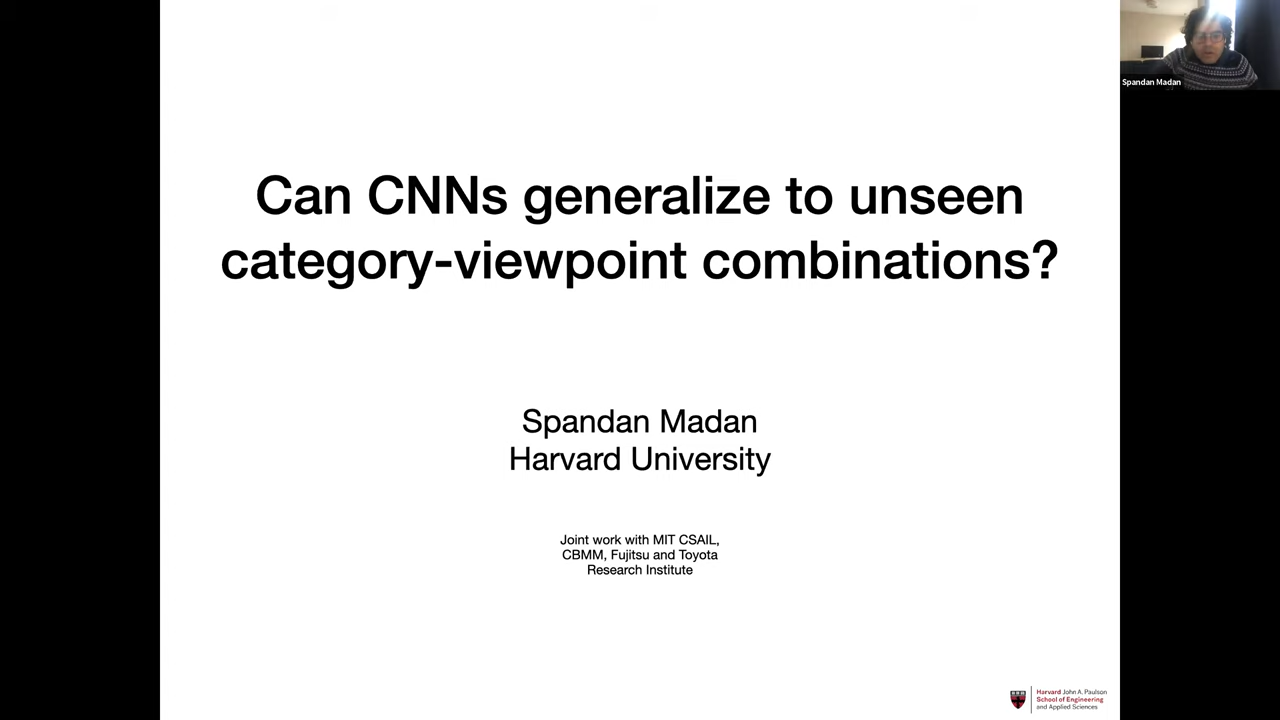 Spandan Madan
Can CNNs generalize to unseen
category-viewpoint combinations?
Spandan Madan
Harvard University
Joint work with MIT CSAIL,
CBMM, Fujitsu and Toyota
Research Institute
Harvard John A. Paulson
School of Engineering
and Applied Sciences